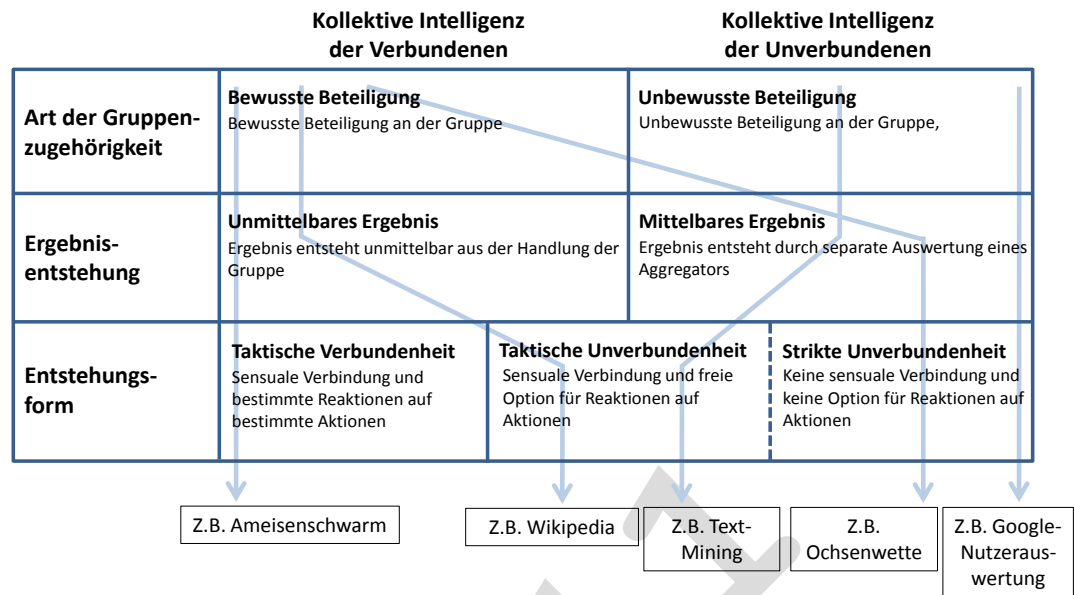 Kollektive Intelligenz
der Verbundenen
Kollektive Intelligenz
der Unverbundenen
Art der Gruppen-
zugehörigkeit
Bewusste Beteiligung
Bewusste Beteiligung an der Gruppe
Unbewusste Beteiligung
Unbewusste Beteiligung an der Gruppe,
Ergebnis-
entstehung
Unmittelbares Ergebnis
Ergebnis entsteht unmittelbar aus der Handlung der
Gruppe
Mittelbares Ergebnis
Ergebnis entsteht durch separate Auswertung eines
Aggregators
Entstehungs-
form
Taktische Verbundenheit
Sensuale Verbindung und
bestimmte Reaktionen auf
bestimmte Aktionen
Taktische Unverbundenheit
Sensuale Verbindung und freie
Option für Reaktionen auf
Aktionen
Strikte Unverbundenheit
Keine sensuale Verbindung und
keine Option für Reaktionen auf
Aktionen
Z.B. Ameisenschwarm
Z.B. Wikipedia
Z.B. Text-
Mining
Z.B.
Ochsenwette
Z.B. Google-
Nutzeraus-
wertung